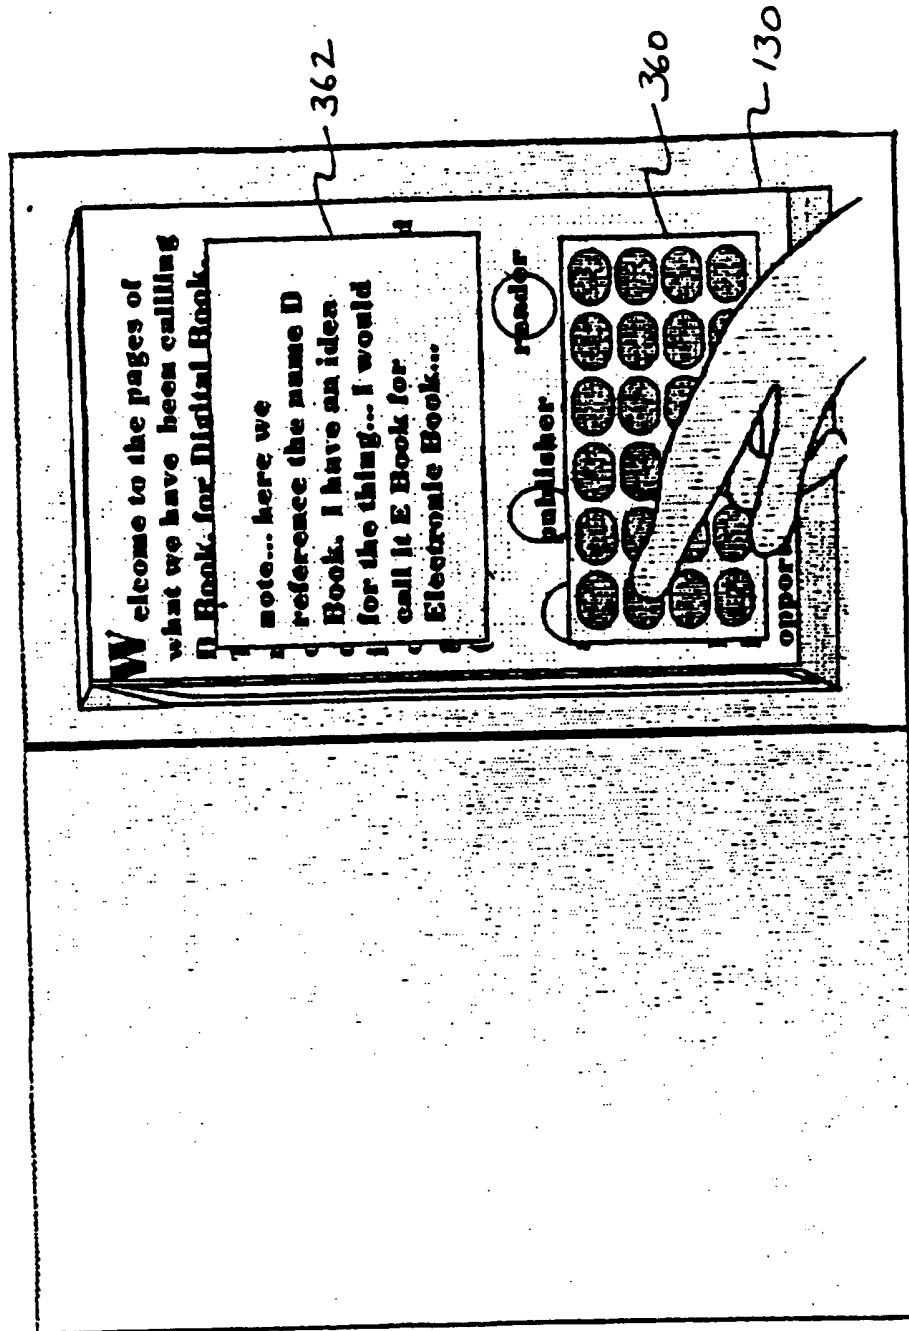 Welcome to the pages of
what we have been callling
D Book, for Digital Book.
note... here we
reference the name D
Book. I have an idea
for the thing... I would
call it E Book for
Electronic Book...
publisher
reader
oppor
362
360
130